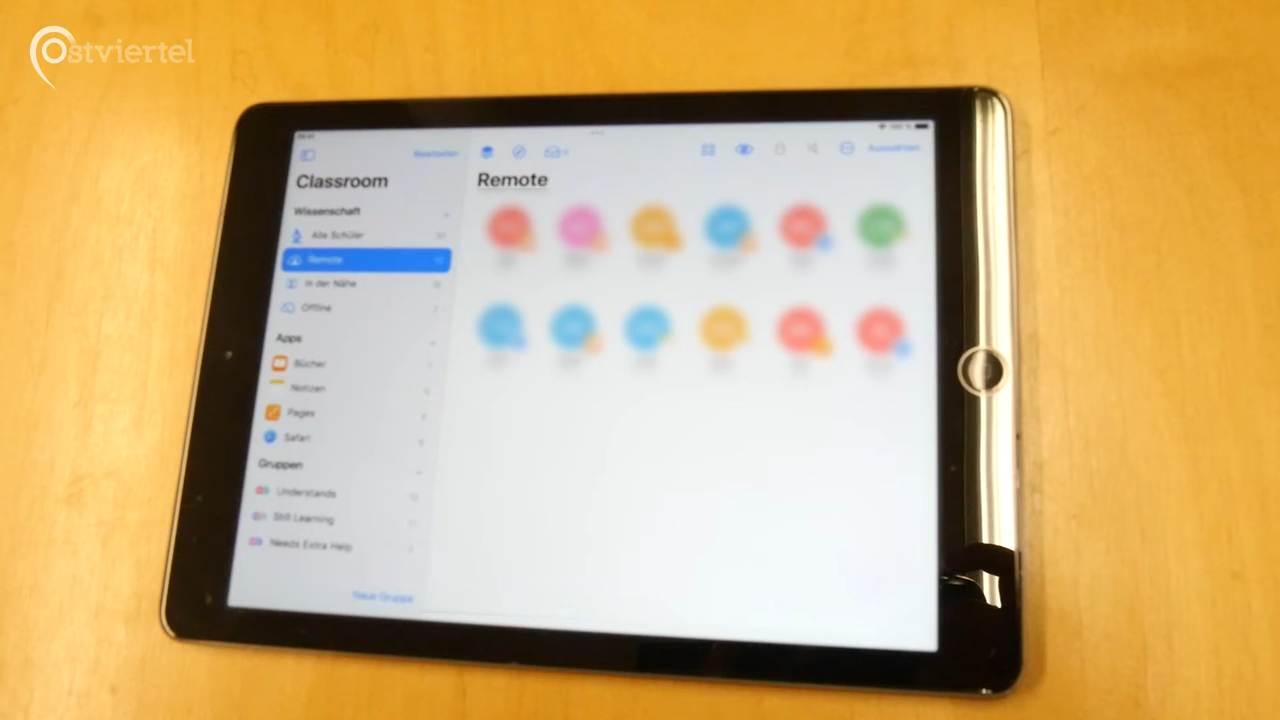 Ostviertel
Bearbeiten
Auswählen
Classroom
Remote
Wissenschaft
Alle Schüler
Remote
In der Nähe
Offline
Apps
Bücher
Notizen
Pages
Safari
Gruppen
Understands
Still Learning
Needs Extra Help
Neue Gruppe